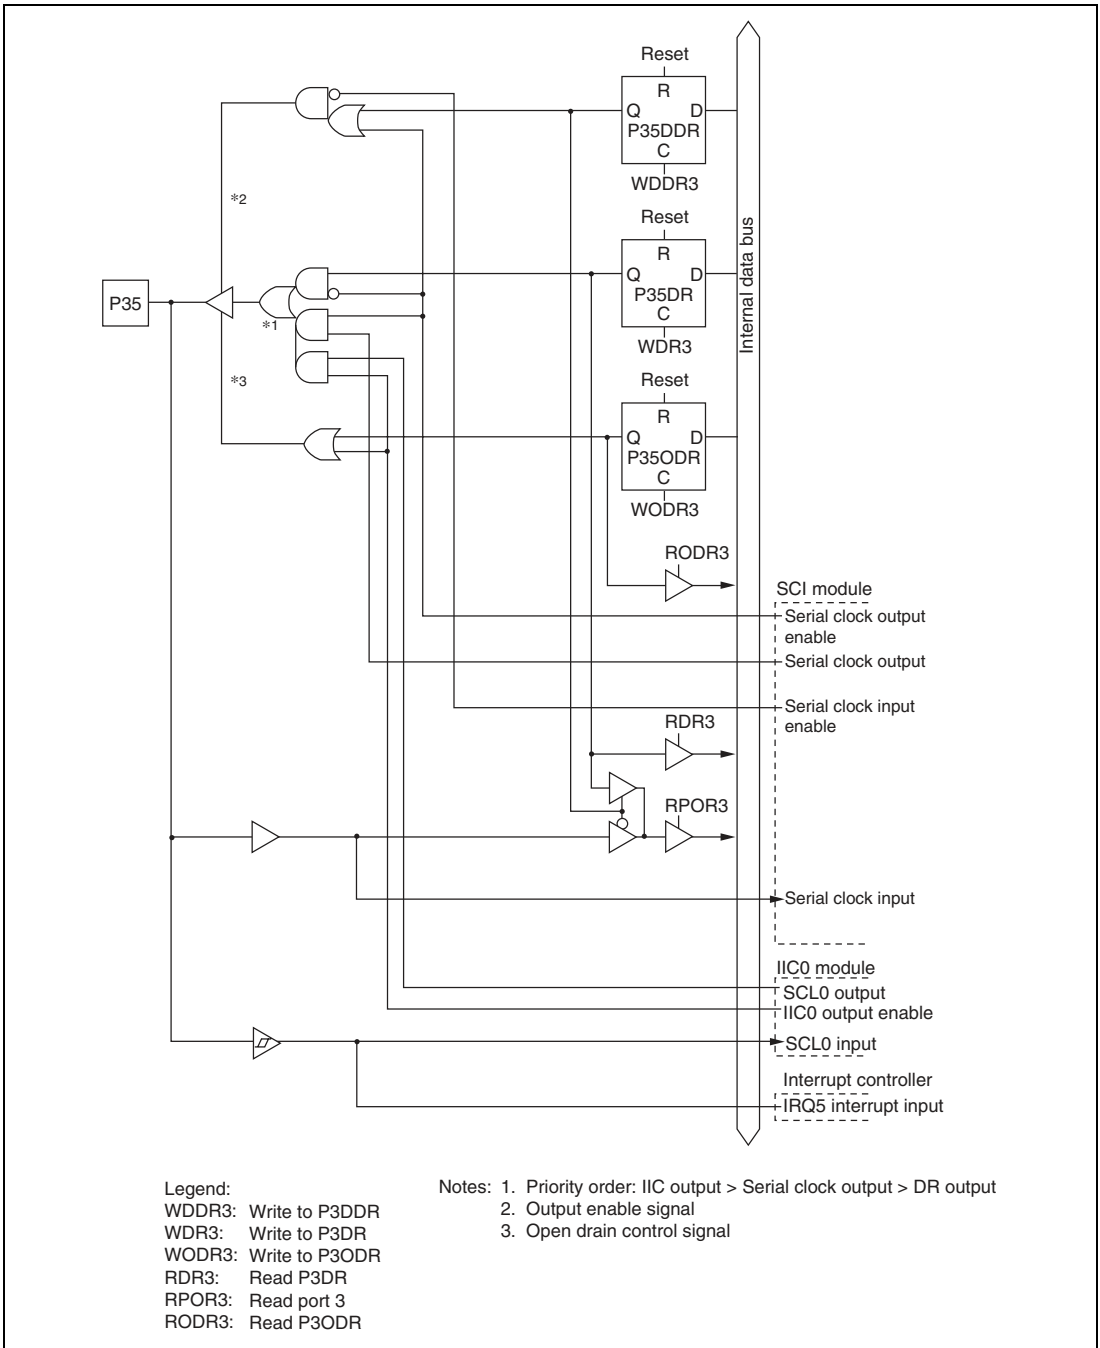 Reset
R
Q D
P35DDR
C
WDDR3
*2
Reset
R
Q D
P35DR
C
WDR3
Internal data bus
P35
*1
*3
Reset
R
Q D
P35ODR
C
WODR3
RODR3
SCI module
Serial clock output
enable
Serial clock output
Serial clock input
enable
RDR3
RPOR3
Serial clock input
IIC0 module
SCL0 output
IIC0 output enable
SCL0 input
Interrupt controller
IRQ5 interrupt input
Legend:
WDDR3: Write to P3DDR
WDR3: Write to P3DR
WODR3: Write to P3ODR
RDR3: Read P3DR
RPOR3: Read port 3
RODR3: Read P3ODR
Notes: 1. Priority order: IIC output > Serial clock output > DR output
2. Output enable signal
3. Open drain control signal